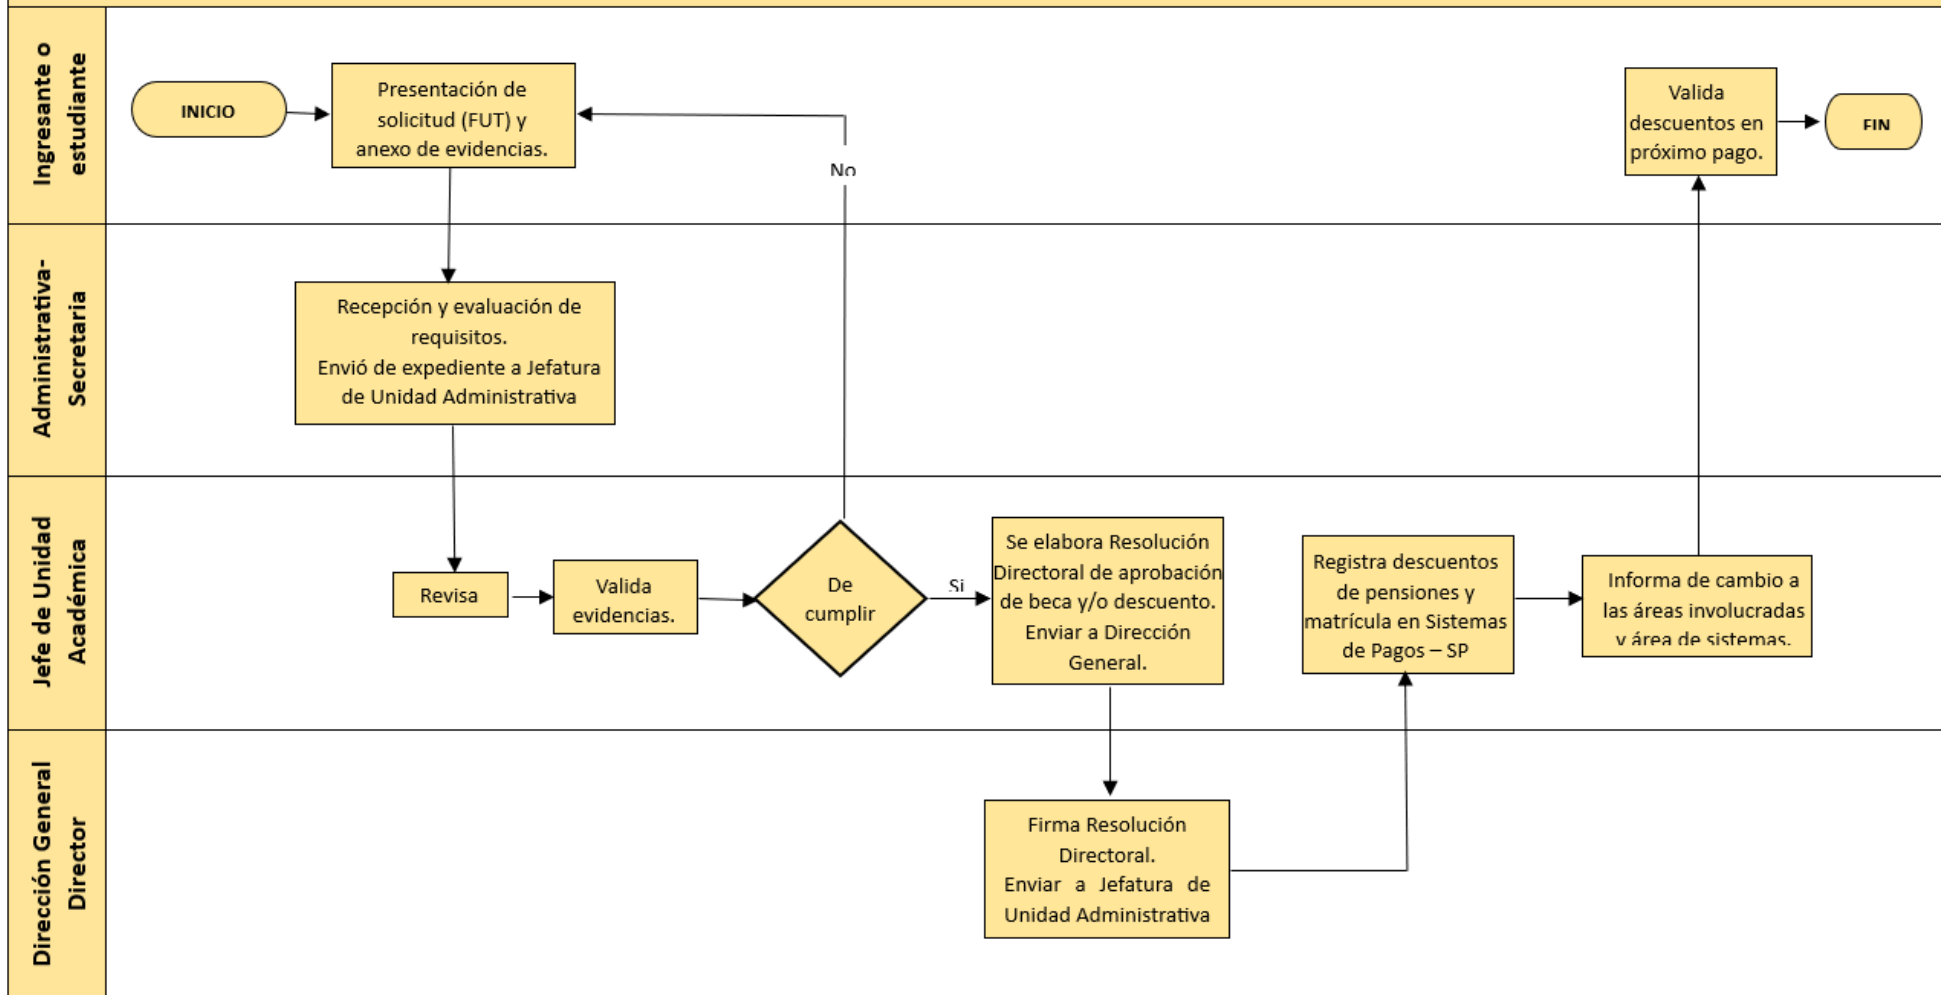 Ingresante o
estudiante
INICIO
Presentación de
solicitud (FUT) y
anexo de evidencias.
No
Valida
descuentos en
próximo pago.
FIN
Administrativa-
Secretaria
Recepción y evaluación de
requisitos.
Envió de expediente a Jefatura
de Unidad Administrativa
Jefe de Unidad
Académica
Revisa
Valida
evidencias.
De
cumplir
Si
Se elabora Resolución
Directoral de aprobación
de beca y/o descuento.
Enviar a Dirección
General.
Registra descuentos
de pensiones y
matrícula en Sistemas
de Pagos – SP
Informa de cambio a
las áreas involucradas
y área de sistemas.
Dirección General
Director
Firma Resolución
Directoral.
Enviar a Jefatura de
Unidad Administrativa